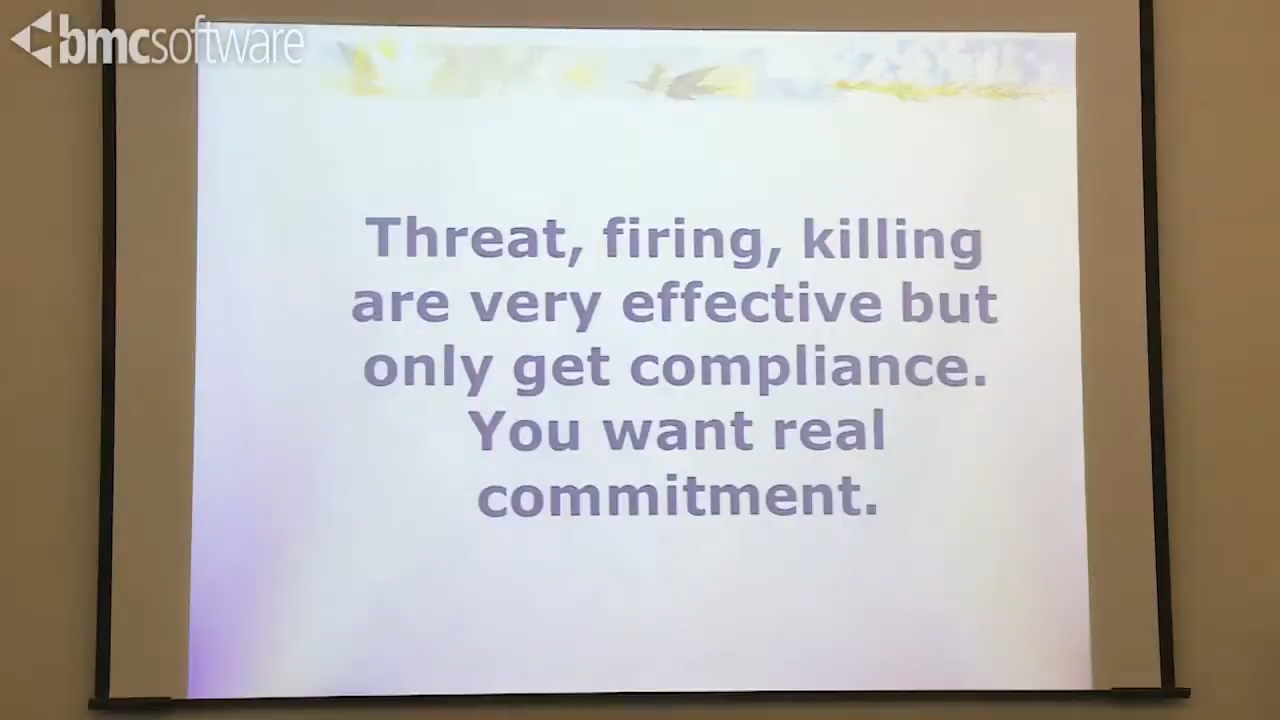 bmcsoftware
Threat, firing, killing
are very effective but
only get compliance.
You want real
commitment.